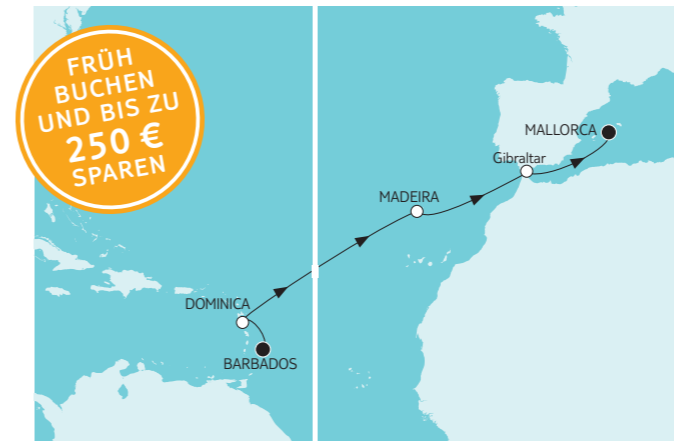 FRÜH
BUCHEN
UND BIS ZU
250 €
SPAREN
MALLORCA
Gibraltar
MADEIRA
DOMINICA
BARBADOS